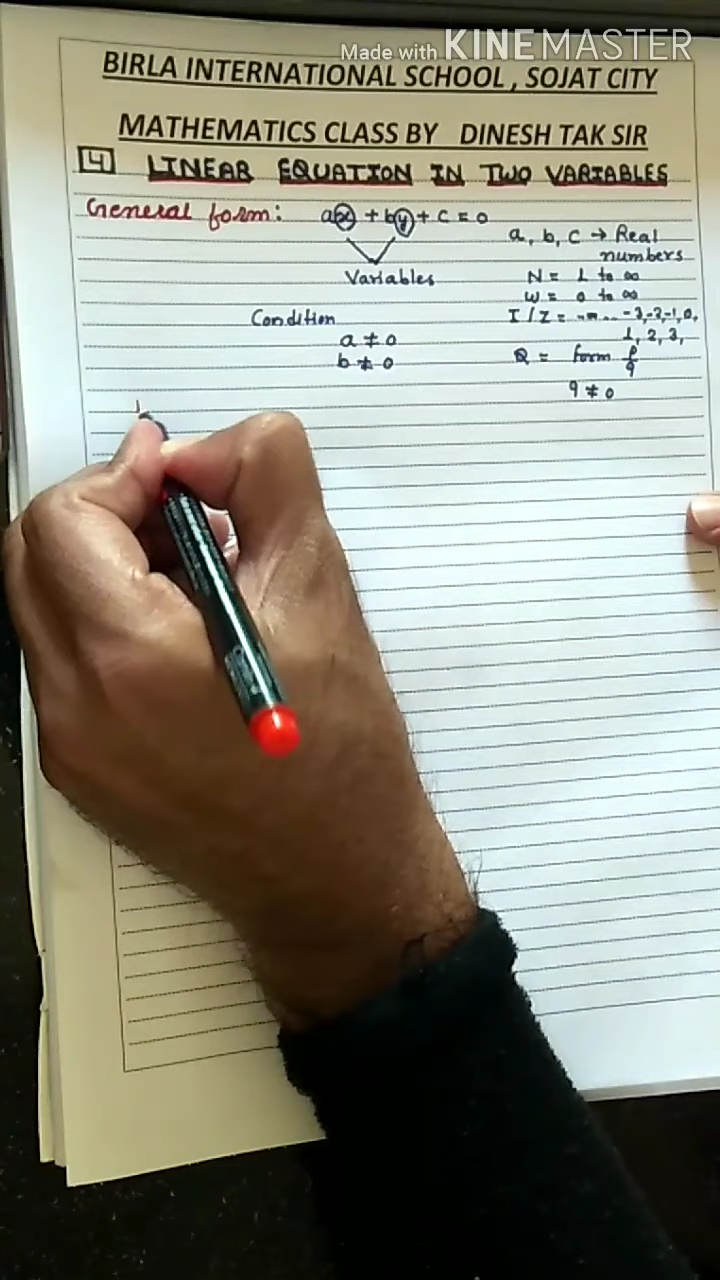 Made with KINEMASTER
BIRLA INTERNATIONAL SCHOOL , SOJAT CITY
MATHEMATICS CLASS BY DINESH TAK SIR
4 LINEAR EQUATION IN TWO VARIABLES
General form: ax + by + c = 0
a, b, c → Real
numbers
Variables
N = 1 to ∞
W = 0 to ∞
Condition
I / Z = -3,-2,-1, 0,
1, 2, 3,
a ≠ 0
b ≠ 0
Q = form p/q
q ≠ 0